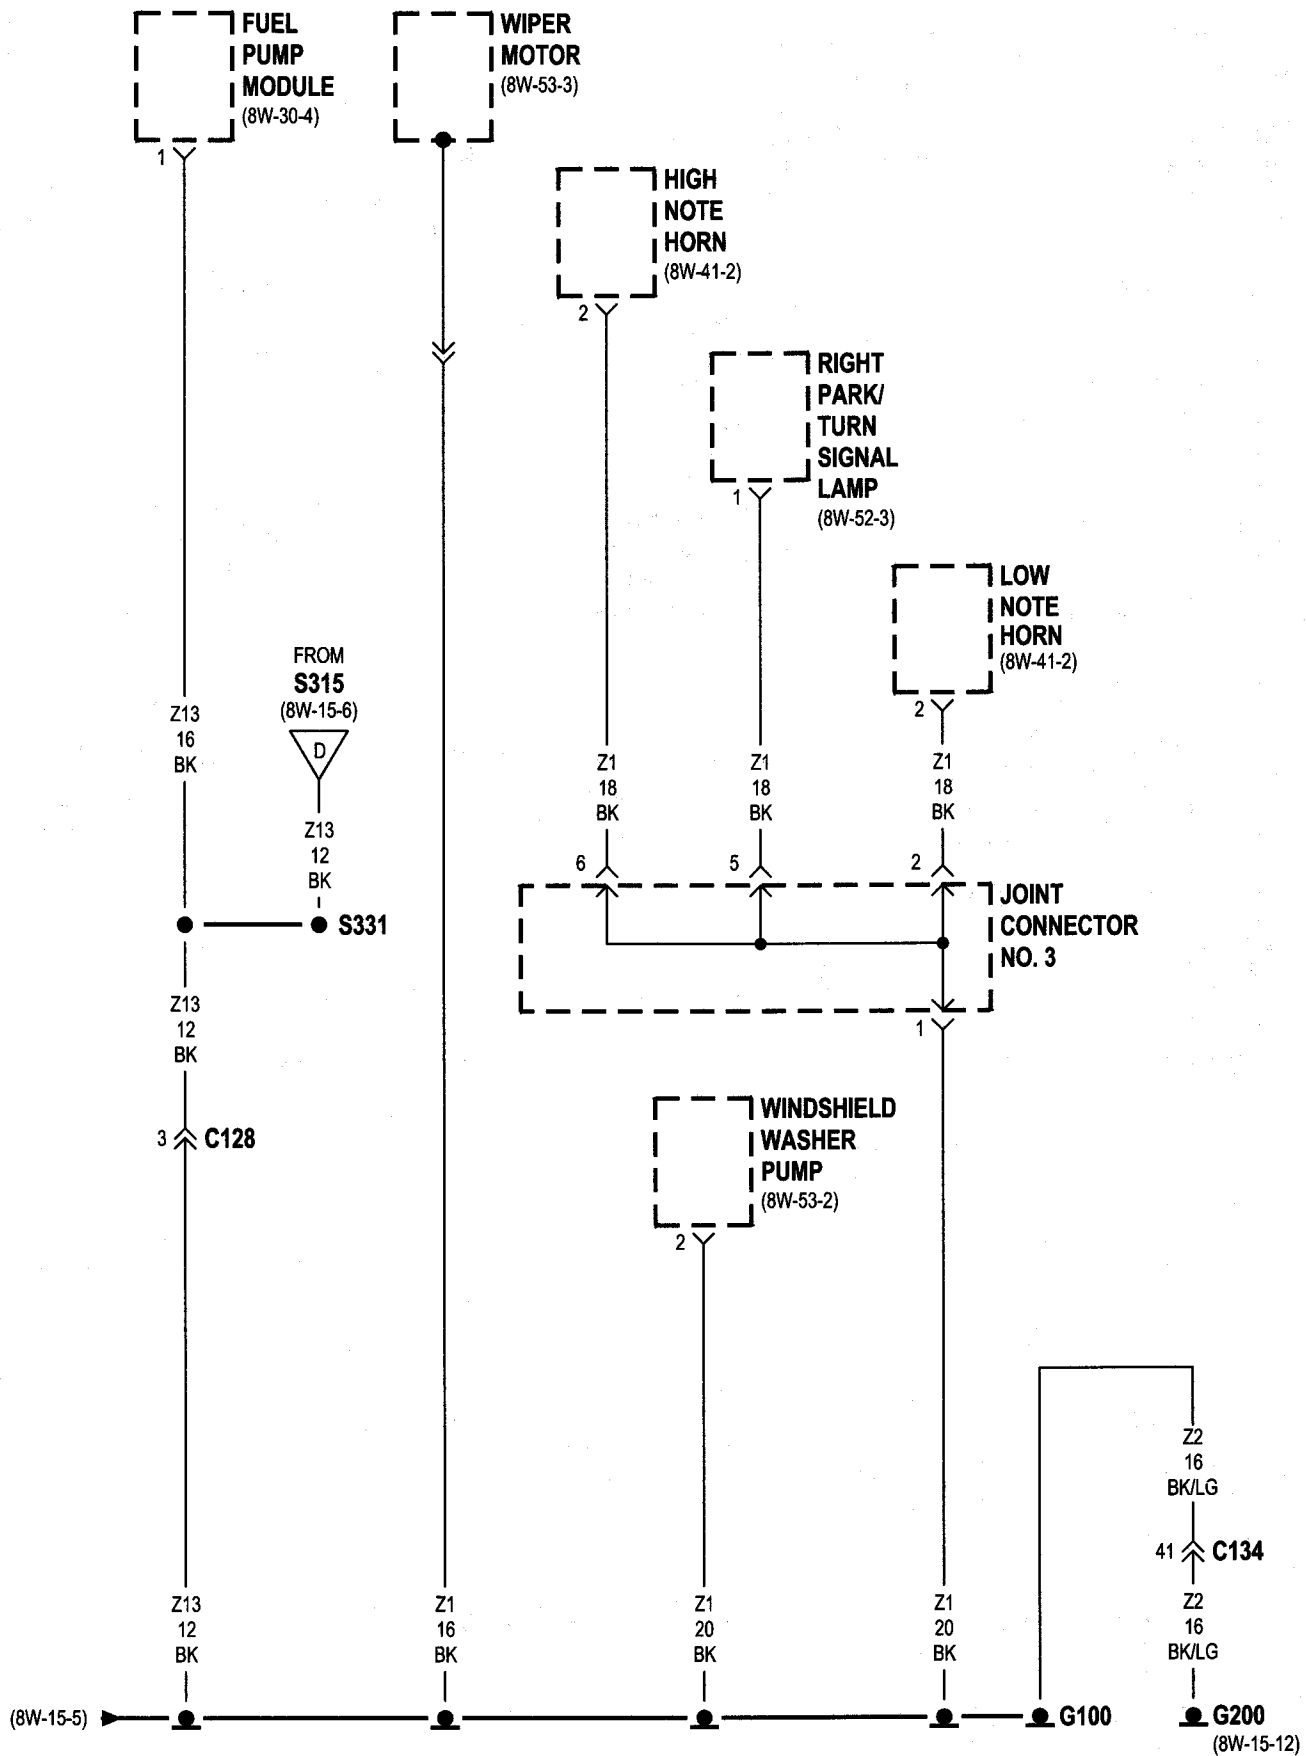 FUEL
PUMP
MODULE
(8W-30-4)
1
WIPER
MOTOR
(8W-53-3)
HIGH
NOTE
HORN
(8W-41-2)
2
RIGHT
PARK/
TURN
SIGNAL
LAMP
(8W-52-3)
1
LOW
NOTE
HORN
(8W-41-2)
2
FROM
S315
(8W-15-6)
D
Z13
16
BK
Z13
12
BK
S331
Z1
18
BK
Z1
18
BK
Z1
18
BK
6
5
2
JOINT
CONNECTOR
NO. 3
1
Z13
12
BK
3
C128
WINDSHIELD
WASHER
PUMP
(8W-53-2)
2
Z2
16
BK/LG
41
C134
Z13
12
BK
Z1
16
BK
Z1
20
BK
Z1
20
BK
Z2
16
BK/LG
(8W-15-5)
G100
G200
(8W-15-12)